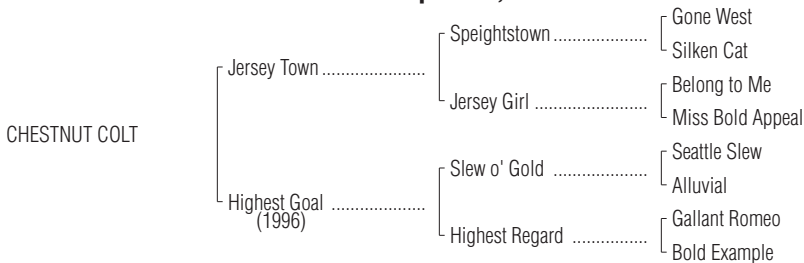 Gone West
Speightstown ....................
Silken Cat
Jersey Town ......................
Belong to Me
Jersey Girl ........................
Miss Bold Appeal
CHESTNUT COLT
Seattle Slew
Slew o' Gold ....................
Alluvial
Highest Goal ....................
(1996)
Gallant Romeo
Highest Regard ................
Bold Example